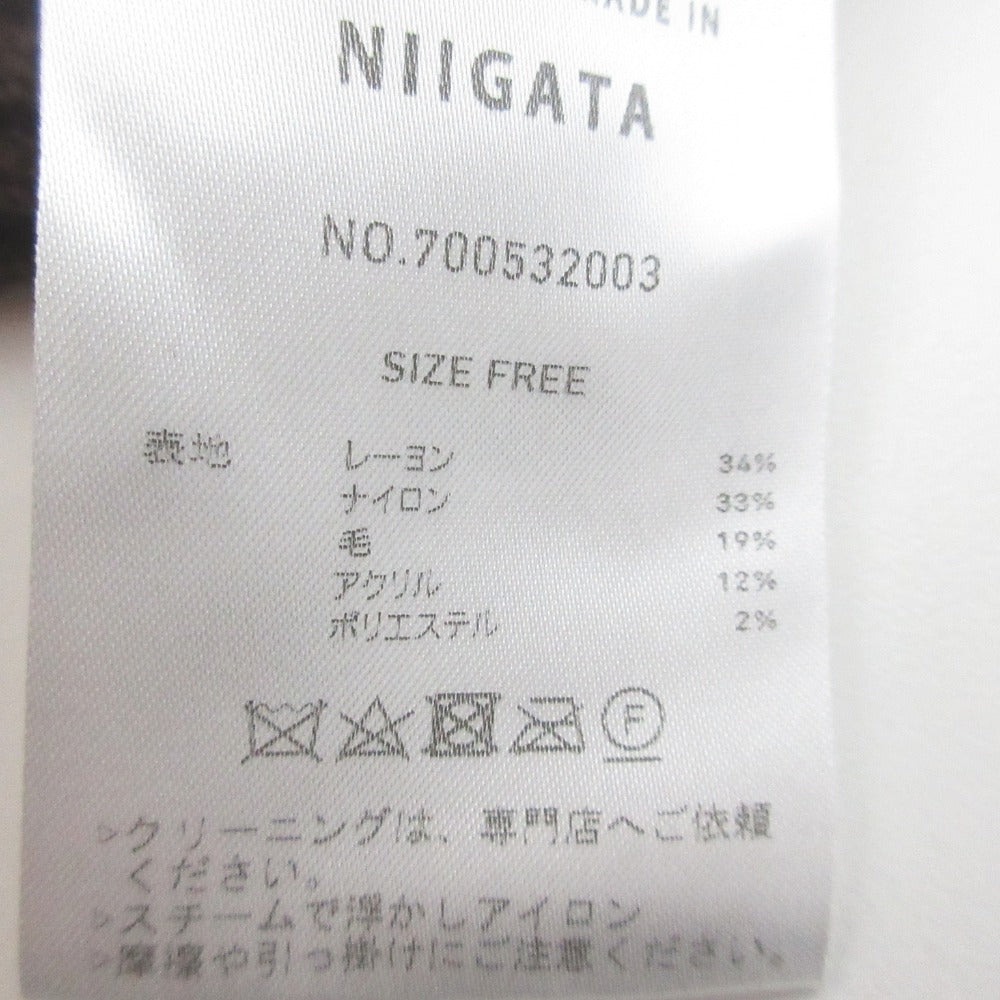 MADE IN
NIIGATA
NO.700532003
SIZE FREE
表地 レーヨン 34%
ナイロン 33%
毛 19%
アクリル 12%
ポリエステル 2%
F
>クリーニングは、専門店へご依頼
ください。
>スチームで浮かしアイロン
>摩擦や引っ掛けにご注意ください。